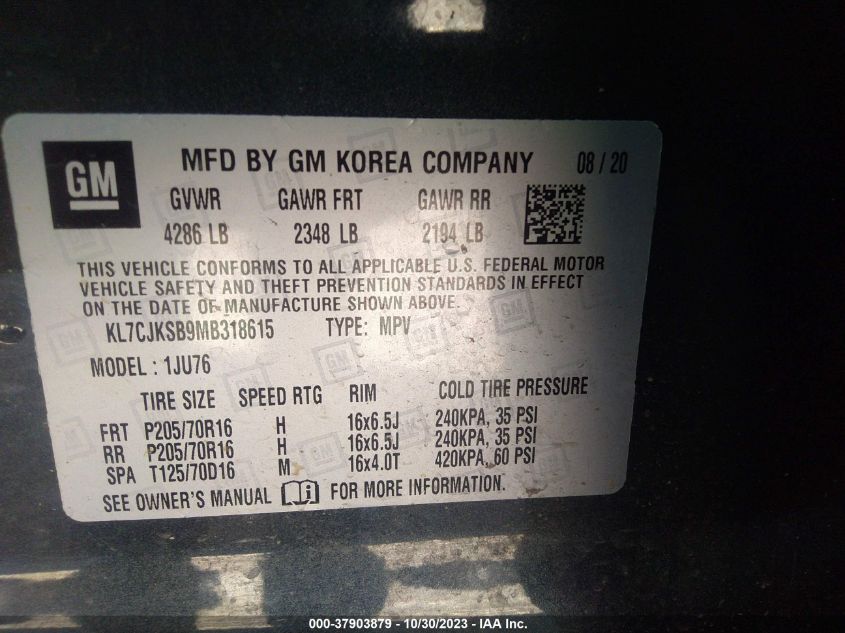 GM
MFD BY GM KOREA COMPANY 08 / 20
GVWR GAWR FRT GAWR RR
4286 LB 2348 LB 2194 LB
THIS VEHICLE CONFORMS TO ALL APPLICABLE U.S. FEDERAL MOTOR
VEHICLE SAFETY AND THEFT PREVENTION STANDARDS IN EFFECT
ON THE DATE OF MANUFACTURE SHOWN ABOVE.
KL7CJKSB9MB318615 TYPE: MPV
MODEL : 1JU76
TIRE SIZE SPEED RTG RIM COLD TIRE PRESSURE
FRT P205/70R16 H 16x6.5J 240KPA, 35 PSI
RR P205/70R16 H 16x6.5J 240KPA, 35 PSI
SPA T125/70D16 M 16x4.0T 420KPA, 60 PSI
SEE OWNER'S MANUAL i FOR MORE INFORMATION.
000-37903879 - 10/30/2023 - IAA Inc.